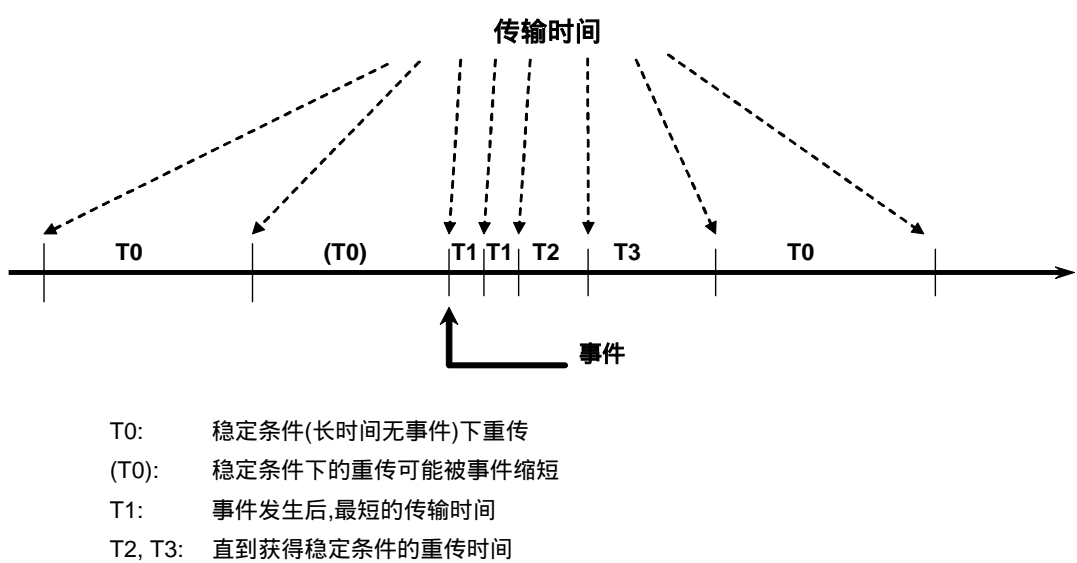 传输时间
T0 (T0) T1 T1 T2 T3 T0
事件
T0: 稳定条件(长时间无事件)下重传
(T0): 稳定条件下的重传可能被事件缩短
T1: 事件发生后,最短的传输时间
T2, T3: 直到获得稳定条件的重传时间